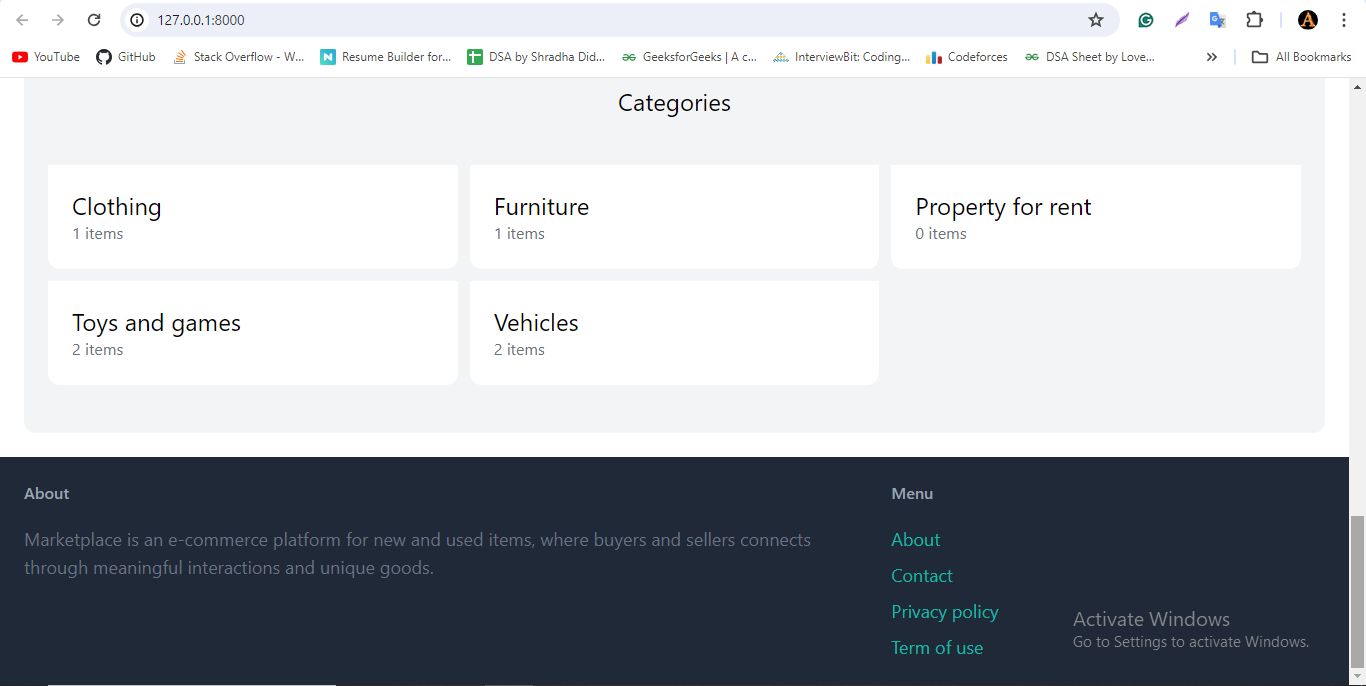 127.0.0.1:8000
YouTube GitHub Stack Overflow - W... Resume Builder for... DSA by Shradha Did... GeeksforGeeks | A c... InterviewBit: Coding... Codeforces DSA Sheet by Love... » All Bookmarks
Categories
Clothing Furniture Property for rent
1 items 1 items 0 items
Toys and games Vehicles
2 items 2 items
About Menu
Marketplace is an e-commerce platform for new and used items, where buyers and sellers connects About
through meaningful interactions and unique goods.
Contact
Privacy policy
Activate Windows
Go to Settings to activate Windows.
Term of use